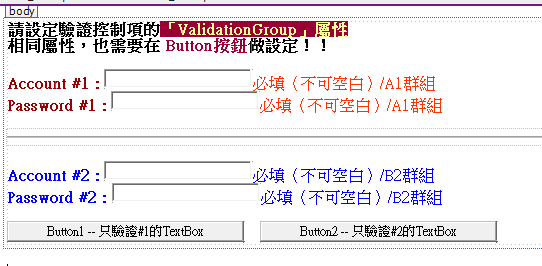 body
請設定驗證控制項的「ValidationGroup」屬性
相同屬性，也需要在 Button按鈕做設定！！
Account #1：必填（不可空白）/A1群組
Password #1：必填（不可空白）/A1群組
Account #2：必填（不可空白）/B2群組
Password #2：必填（不可空白）/B2群組
Button1 -- 只驗證#1的TextBox Button2 -- 只驗證#2的TextBox